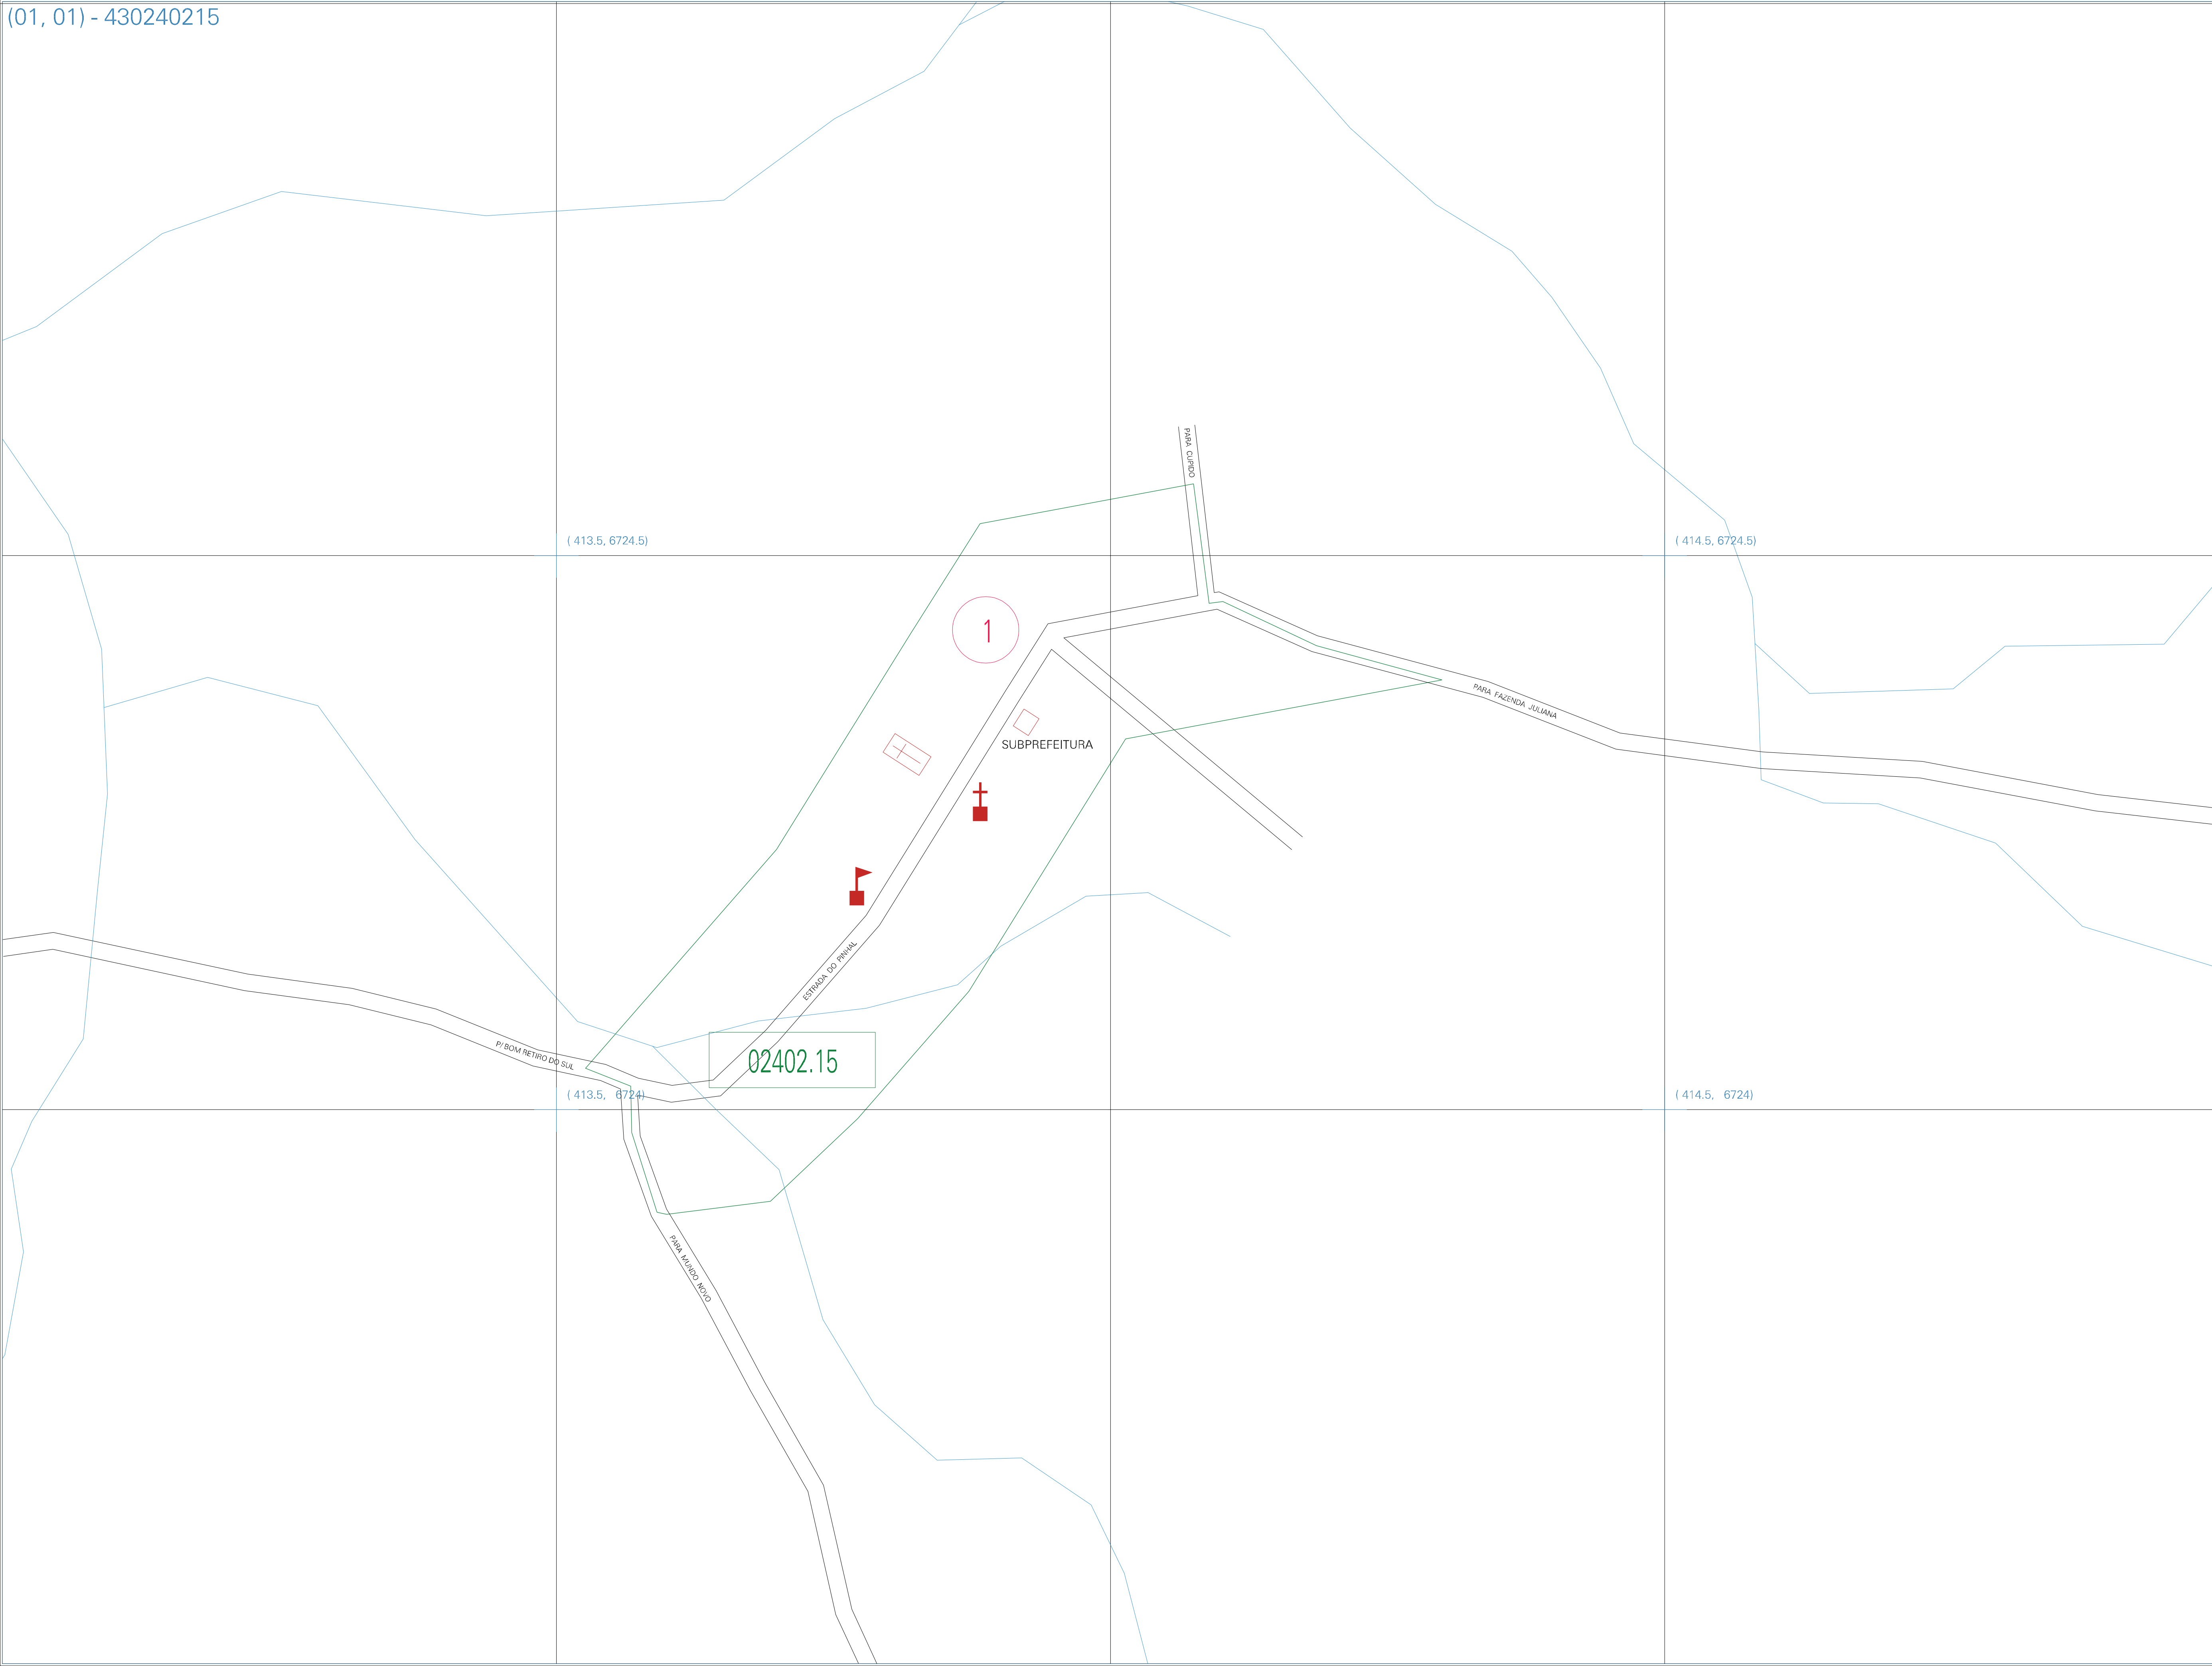 (01, 01) - 430240215
PARA CUPIDO
( 413.5, 6724.5)
( 414.5, 6724.5)
1
PARA FAZENDA JULIANA
SUBPREFEITURA
ESTRADA DO PINHAL
P/ BOM RETIRO DO SUL
02402.15
( 413.5, 6724)
( 414.5, 6724)
PARA MUNDO NOVO